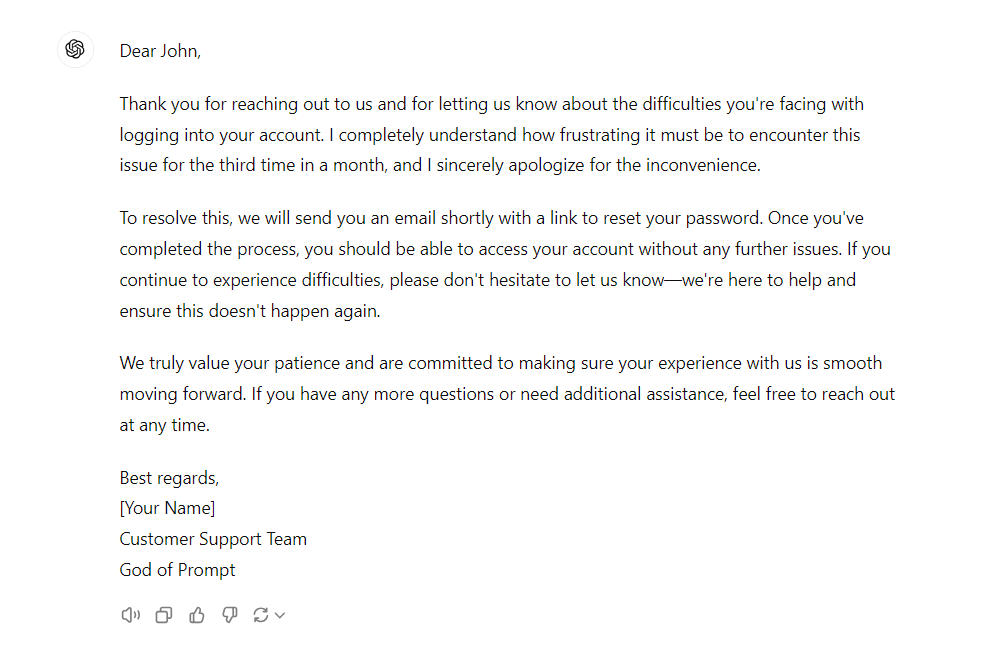 Dear John,
Thank you for reaching out to us and for letting us know about the difficulties you're facing with
logging into your account. I completely understand how frustrating it must be to encounter this
issue for the third time in a month, and I sincerely apologize for the inconvenience.
To resolve this, we will send you an email shortly with a link to reset your password. Once you've
completed the process, you should be able to access your account without any further issues. If you
continue to experience difficulties, please don't hesitate to let us know—we're here to help and
ensure this doesn't happen again.
We truly value your patience and are committed to making sure your experience with us is smooth
moving forward. If you have any more questions or need additional assistance, feel free to reach out
at any time.
Best regards,
[Your Name]
Customer Support Team
God of Prompt